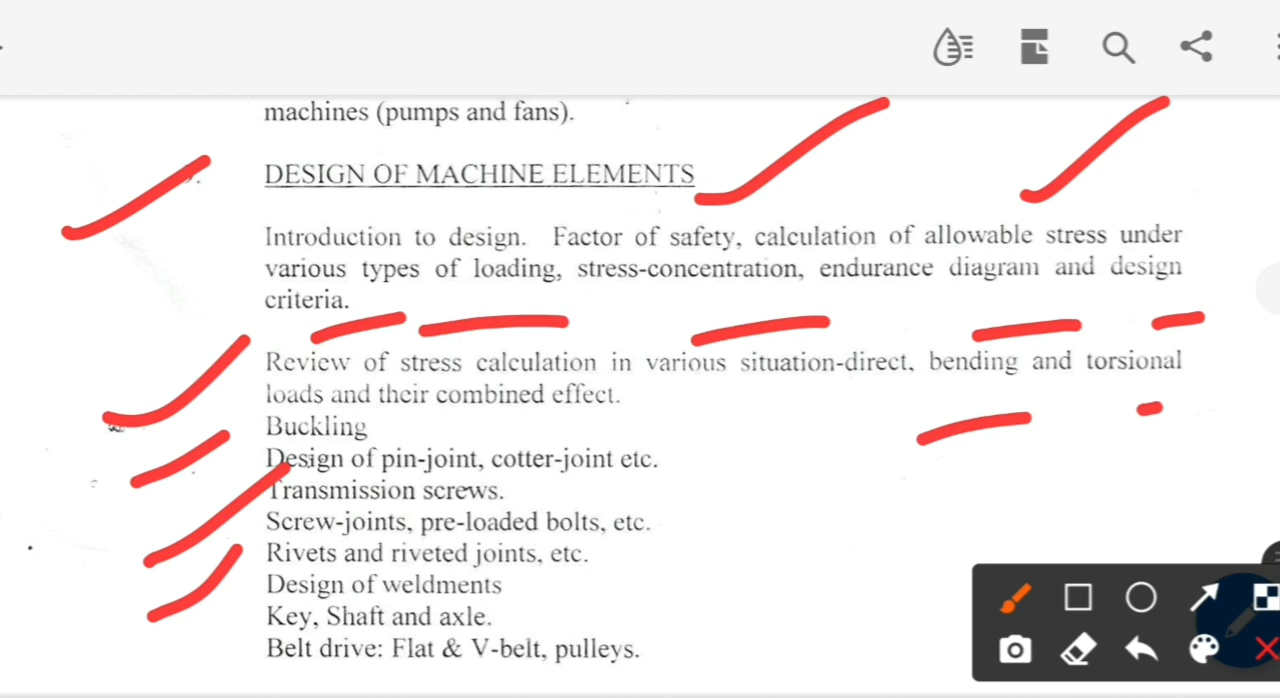 machines (pumps and fans).
DESIGN OF MACHINE ELEMENTS
Introduction to design. Factor of safety, calculation of allowable stress under
various types of loading, stress-concentration, endurance diagram and design
criteria.
Review of stress calculation in various situation-direct, bending and torsional
loads and their combined effect.
Buckling
Design of pin-joint, cotter-joint etc.
Transmission screws.
Screw-joints, pre-loaded bolts, etc.
Rivets and riveted joints, etc.
Design of weldments
Key, Shaft and axle.
Belt drive: Flat & V-belt, pulleys.